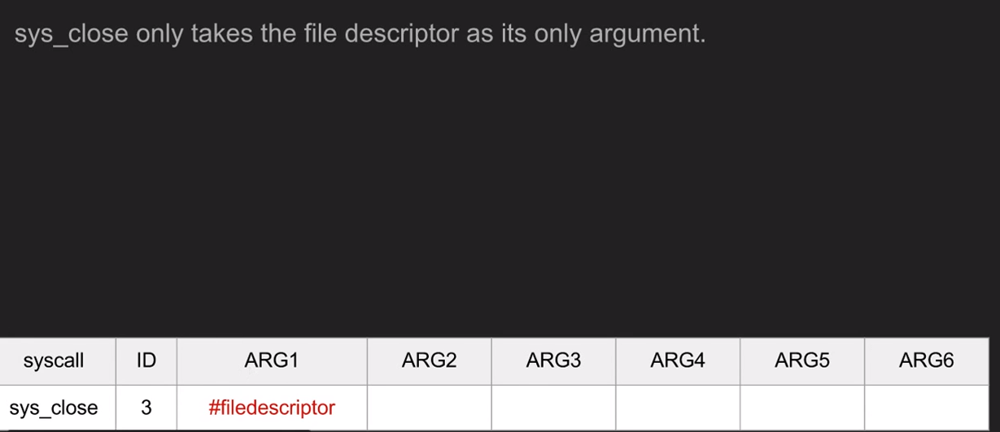 sys_close only takes the file descriptor as its only argument.
syscall ID ARG1 ARG2 ARG3 ARG4 ARG5 ARG6
sys_close 3 #filedescriptor